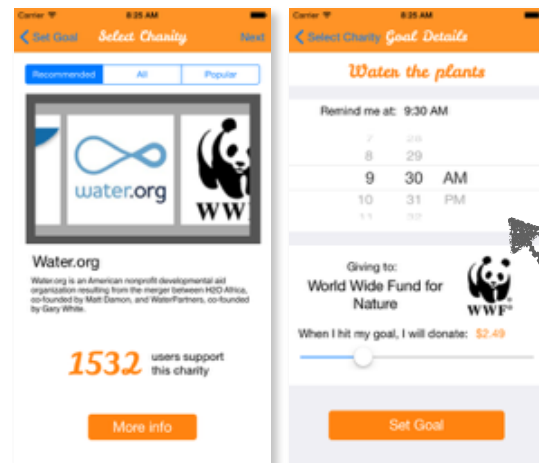 Carrier 8:25 AM
Set Goal Select Charity Next
Recommended All Popular
water.org
WWF
Water.org
Water.org is an American nonprofit developmental aid
organization resulting from the merger between H2O Africa,
co-founded by Matt Damon, and WaterPartners, co-founded
by Gary White.
1532 users support
this charity
More info
Carrier 8:25 AM
Select Charity Goal Details
Water the plants
Remind me at: 9:30 AM
7 28
8 29
9 30 AM
10 31 PM
11 32
Giving to:
World Wide Fund for
Nature
WWF®
When I hit my goal, I will donate: $2.49
Set Goal